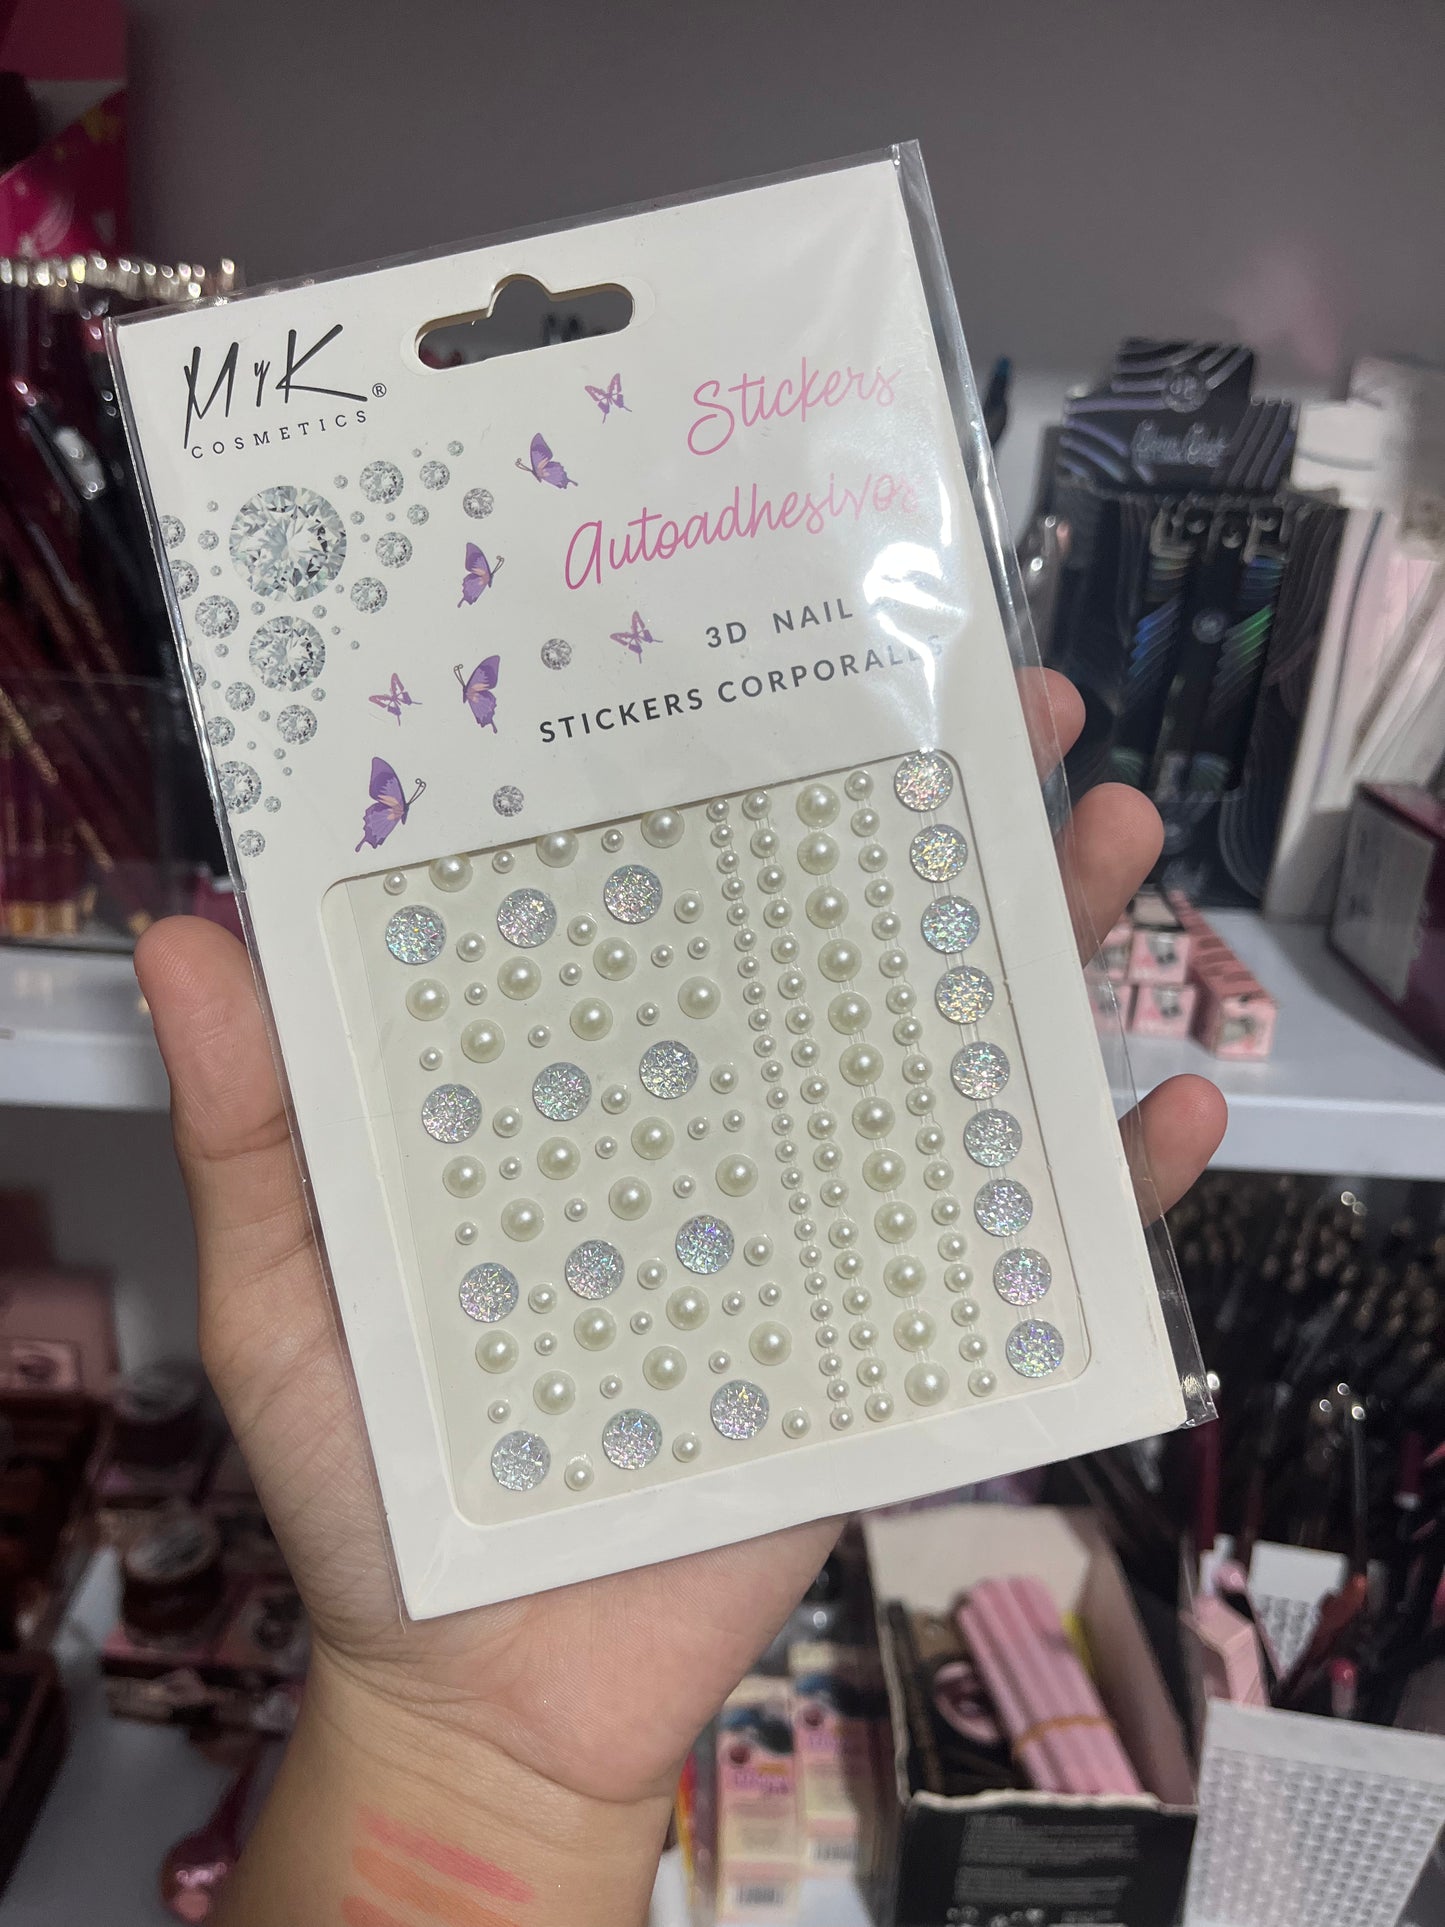 MyK®
COSMETICS
Stickers
Autoadhesivos
3D NAIL
STICKERS CORPORALES